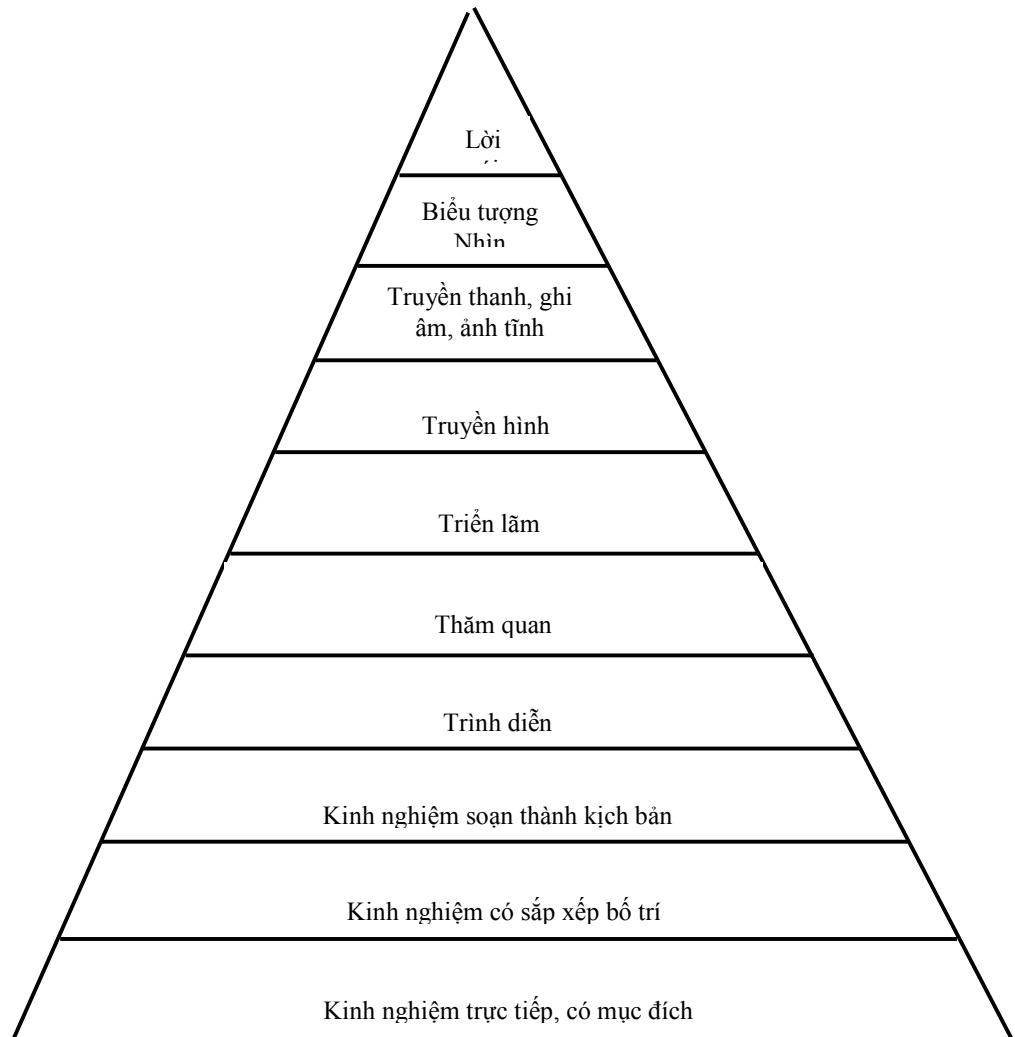 Lời
Biểu tượng
Nhìn
Truyền thanh, ghi
âm, ảnh tĩnh
Truyền hình
Triển lãm
Thăm quan
Trình diễn
Kinh nghiệm soạn thành kịch bản
Kinh nghiệm có sắp xếp bố trí
Kinh nghiệm trực tiếp, có mục đích